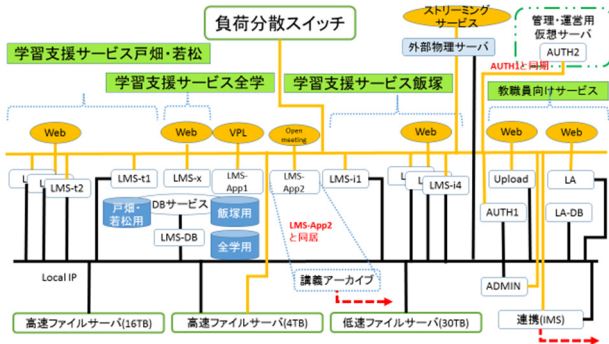 負荷分散スイッチ
ストリーミング
サービス
外部物理サーバ
管理・運営用
仮想サーバ
AUTH2
AUTH1と同期
学習支援サービス戸畑・若松
学習支援サービス全学
学習支援サービス飯塚
教職員向けサービス
Web
Web
VPL
Open
meeting
Web
Web
Web
LMS-t2
LMS-t1
LMS-x
LMS-
App1
LMS-
App2
LMS-i1
LMS-i4
Upload
LA
戸畑・
若松用
DBサービス
飯塚用
LMS-DB
全学用
LMS-App2
と同居
AUTH1
LA-DB
Local IP
講義アーカイブ
ADMIN
高速ファイルサーバ(16TB)
高速ファイルサーバ(4TB)
低速ファイルサーバ(30TB)
連携(IMS)